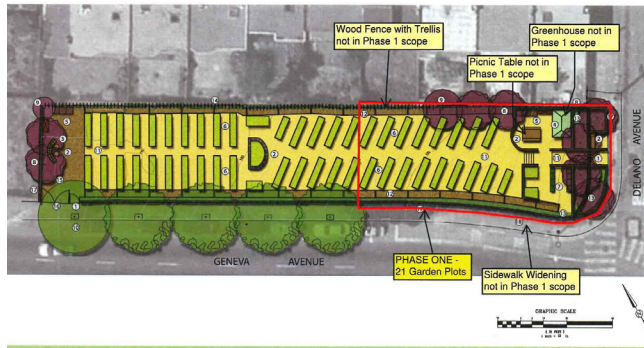 Wood Fence with Trellis
not in Phase 1 scope
Greenhouse not in
Phase 1 scope
Picnic Table not in
Phase 1 scope
DELANO AVENUE
GENEVA AVENUE
PHASE ONE -
21 Garden Plots
Sidewalk Widening
not in Phase 1 scope
GRAPHIC SCALE